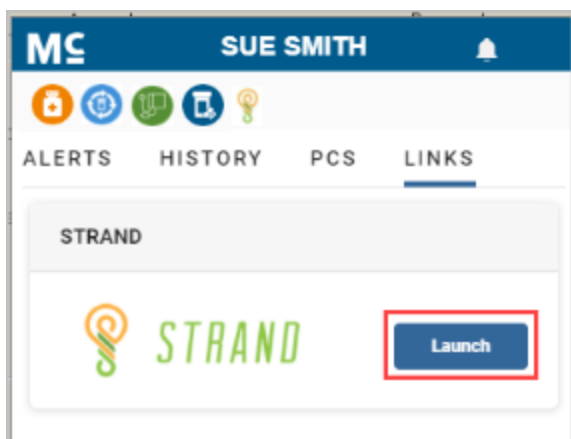 MC SUE SMITH
ALERTS HISTORY PCS LINKS
STRAND
STRAND Launch